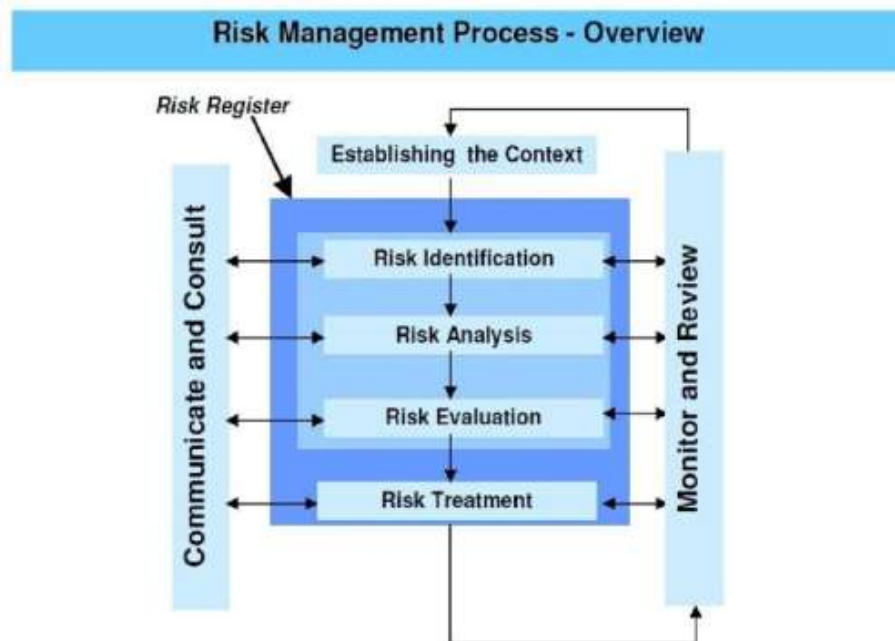 Risk Management Process - Overview
Risk Register
Establishing the Context
Communicate and Consult
Risk Identification
Risk Analysis
Risk Evaluation
Risk Treatment
Monitor and Review